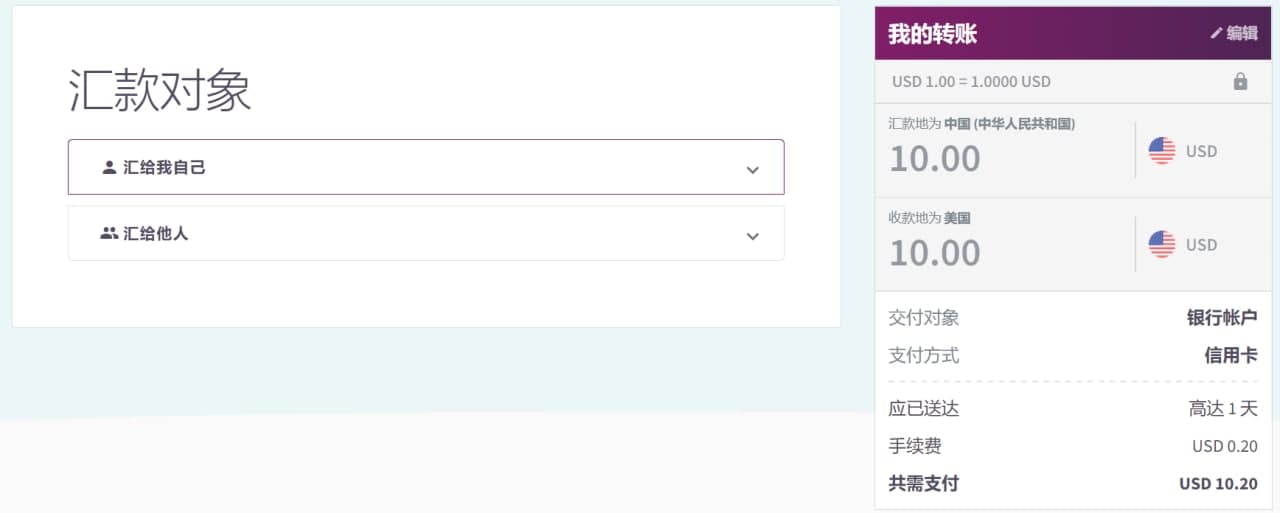 汇款对象
汇给我自己
汇给他人
我的转账
编辑
USD 1.00 = 1.0000 USD
汇款地为 中国 (中华人民共和国)
10.00
USD
收款地为 美国
10.00
USD
交付对象 银行帐户
支付方式 信用卡
应已送达 高达 1 天
手续费 USD 0.20
共需支付 USD 10.20